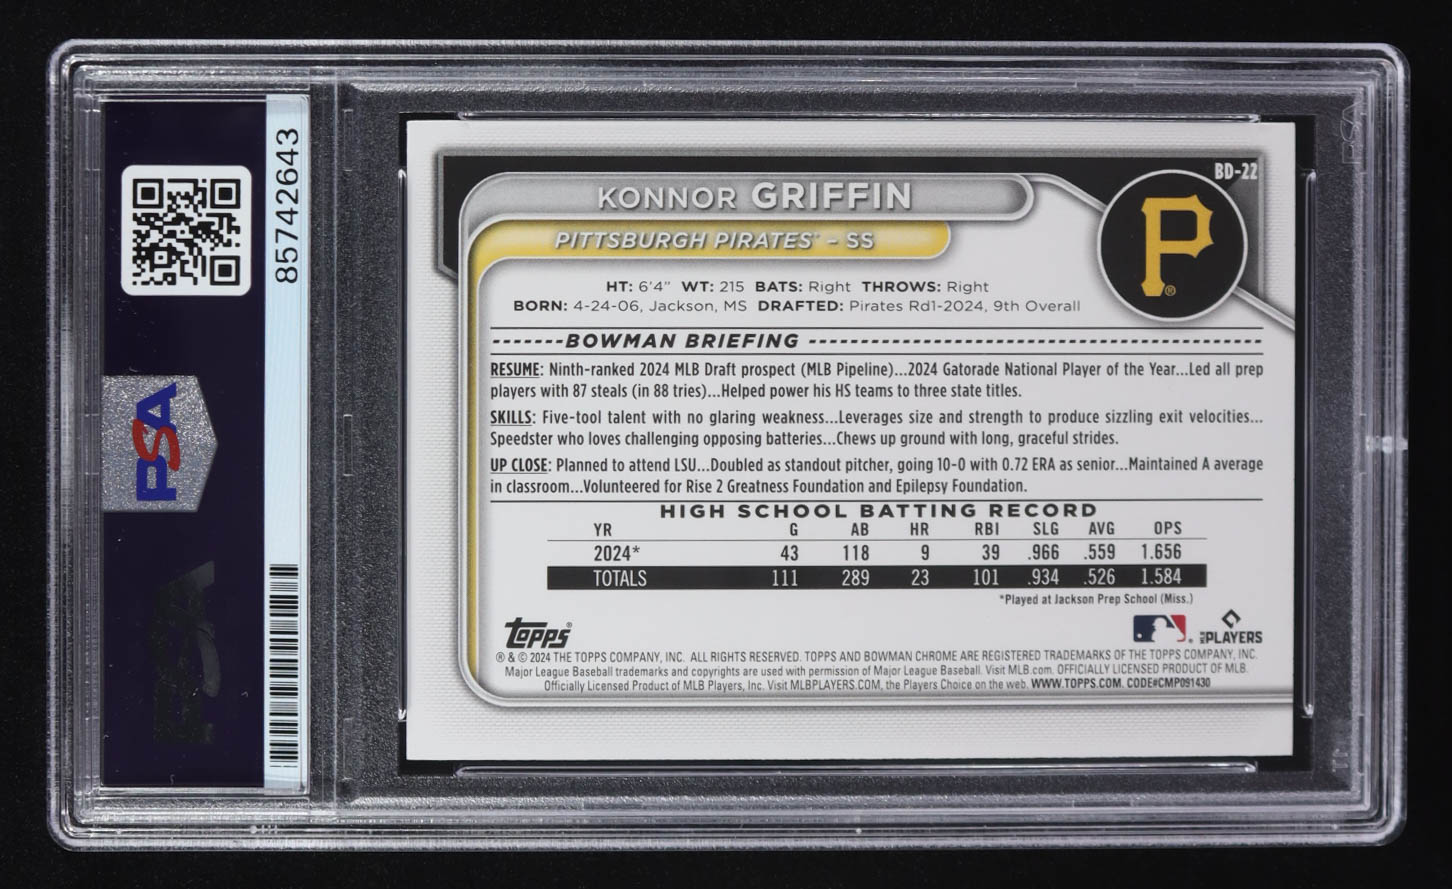 85742643
PSA
BD-22
KONNOR GRIFFIN
PITTSBURGH PIRATES® – SS
P®
HT: 6'4" WT: 215 BATS: Right THROWS: Right
BORN: 4-24-06, Jackson, MS DRAFTED: Pirates Rd1-2024, 9th Overall
BOWMAN BRIEFING
RESUME: Ninth-ranked 2024 MLB Draft prospect (MLB Pipeline)...2024 Gatorade National Player of the Year...Led all prep
players with 87 steals (in 88 tries)...Helped power his HS teams to three state titles.
SKILLS: Five-tool talent with no glaring weakness...Leverages size and strength to produce sizzling exit velocities...
Speedster who loves challenging opposing batteries...Chews up ground with long, graceful strides.
UP CLOSE: Planned to attend LSU...Doubled as standout pitcher, going 10-0 with 0.72 ERA as senior...Maintained A average
in classroom...Volunteered for Rise 2 Greatness Foundation and Epilepsy Foundation.
HIGH SCHOOL BATTING RECORD
YR G AB HR RBI SLG AVG OPS
2024* 43 118 9 39 .966 .559 1.656
TOTALS 111 289 23 101 .934 .526 1.584
*Played at Jackson Prep School (Miss.)
Topps®
MLB PLAYERS
® & © 2024 THE TOPPS COMPANY, INC. ALL RIGHTS RESERVED. TOPPS AND BOWMAN CHROME ARE REGISTERED TRADEMARKS OF THE TOPPS COMPANY, INC.
Major League Baseball trademarks and copyrights are used with permission of Major League Baseball. Visit MLB.com. OFFICIALLY LICENSED PRODUCT OF MLB.
Officially Licensed Product of MLB Players, Inc. Visit MLBPLAYERS.COM, the Players Choice on the web. WWW.TOPPS.COM. CODE#CMP091430
PSA
PSA